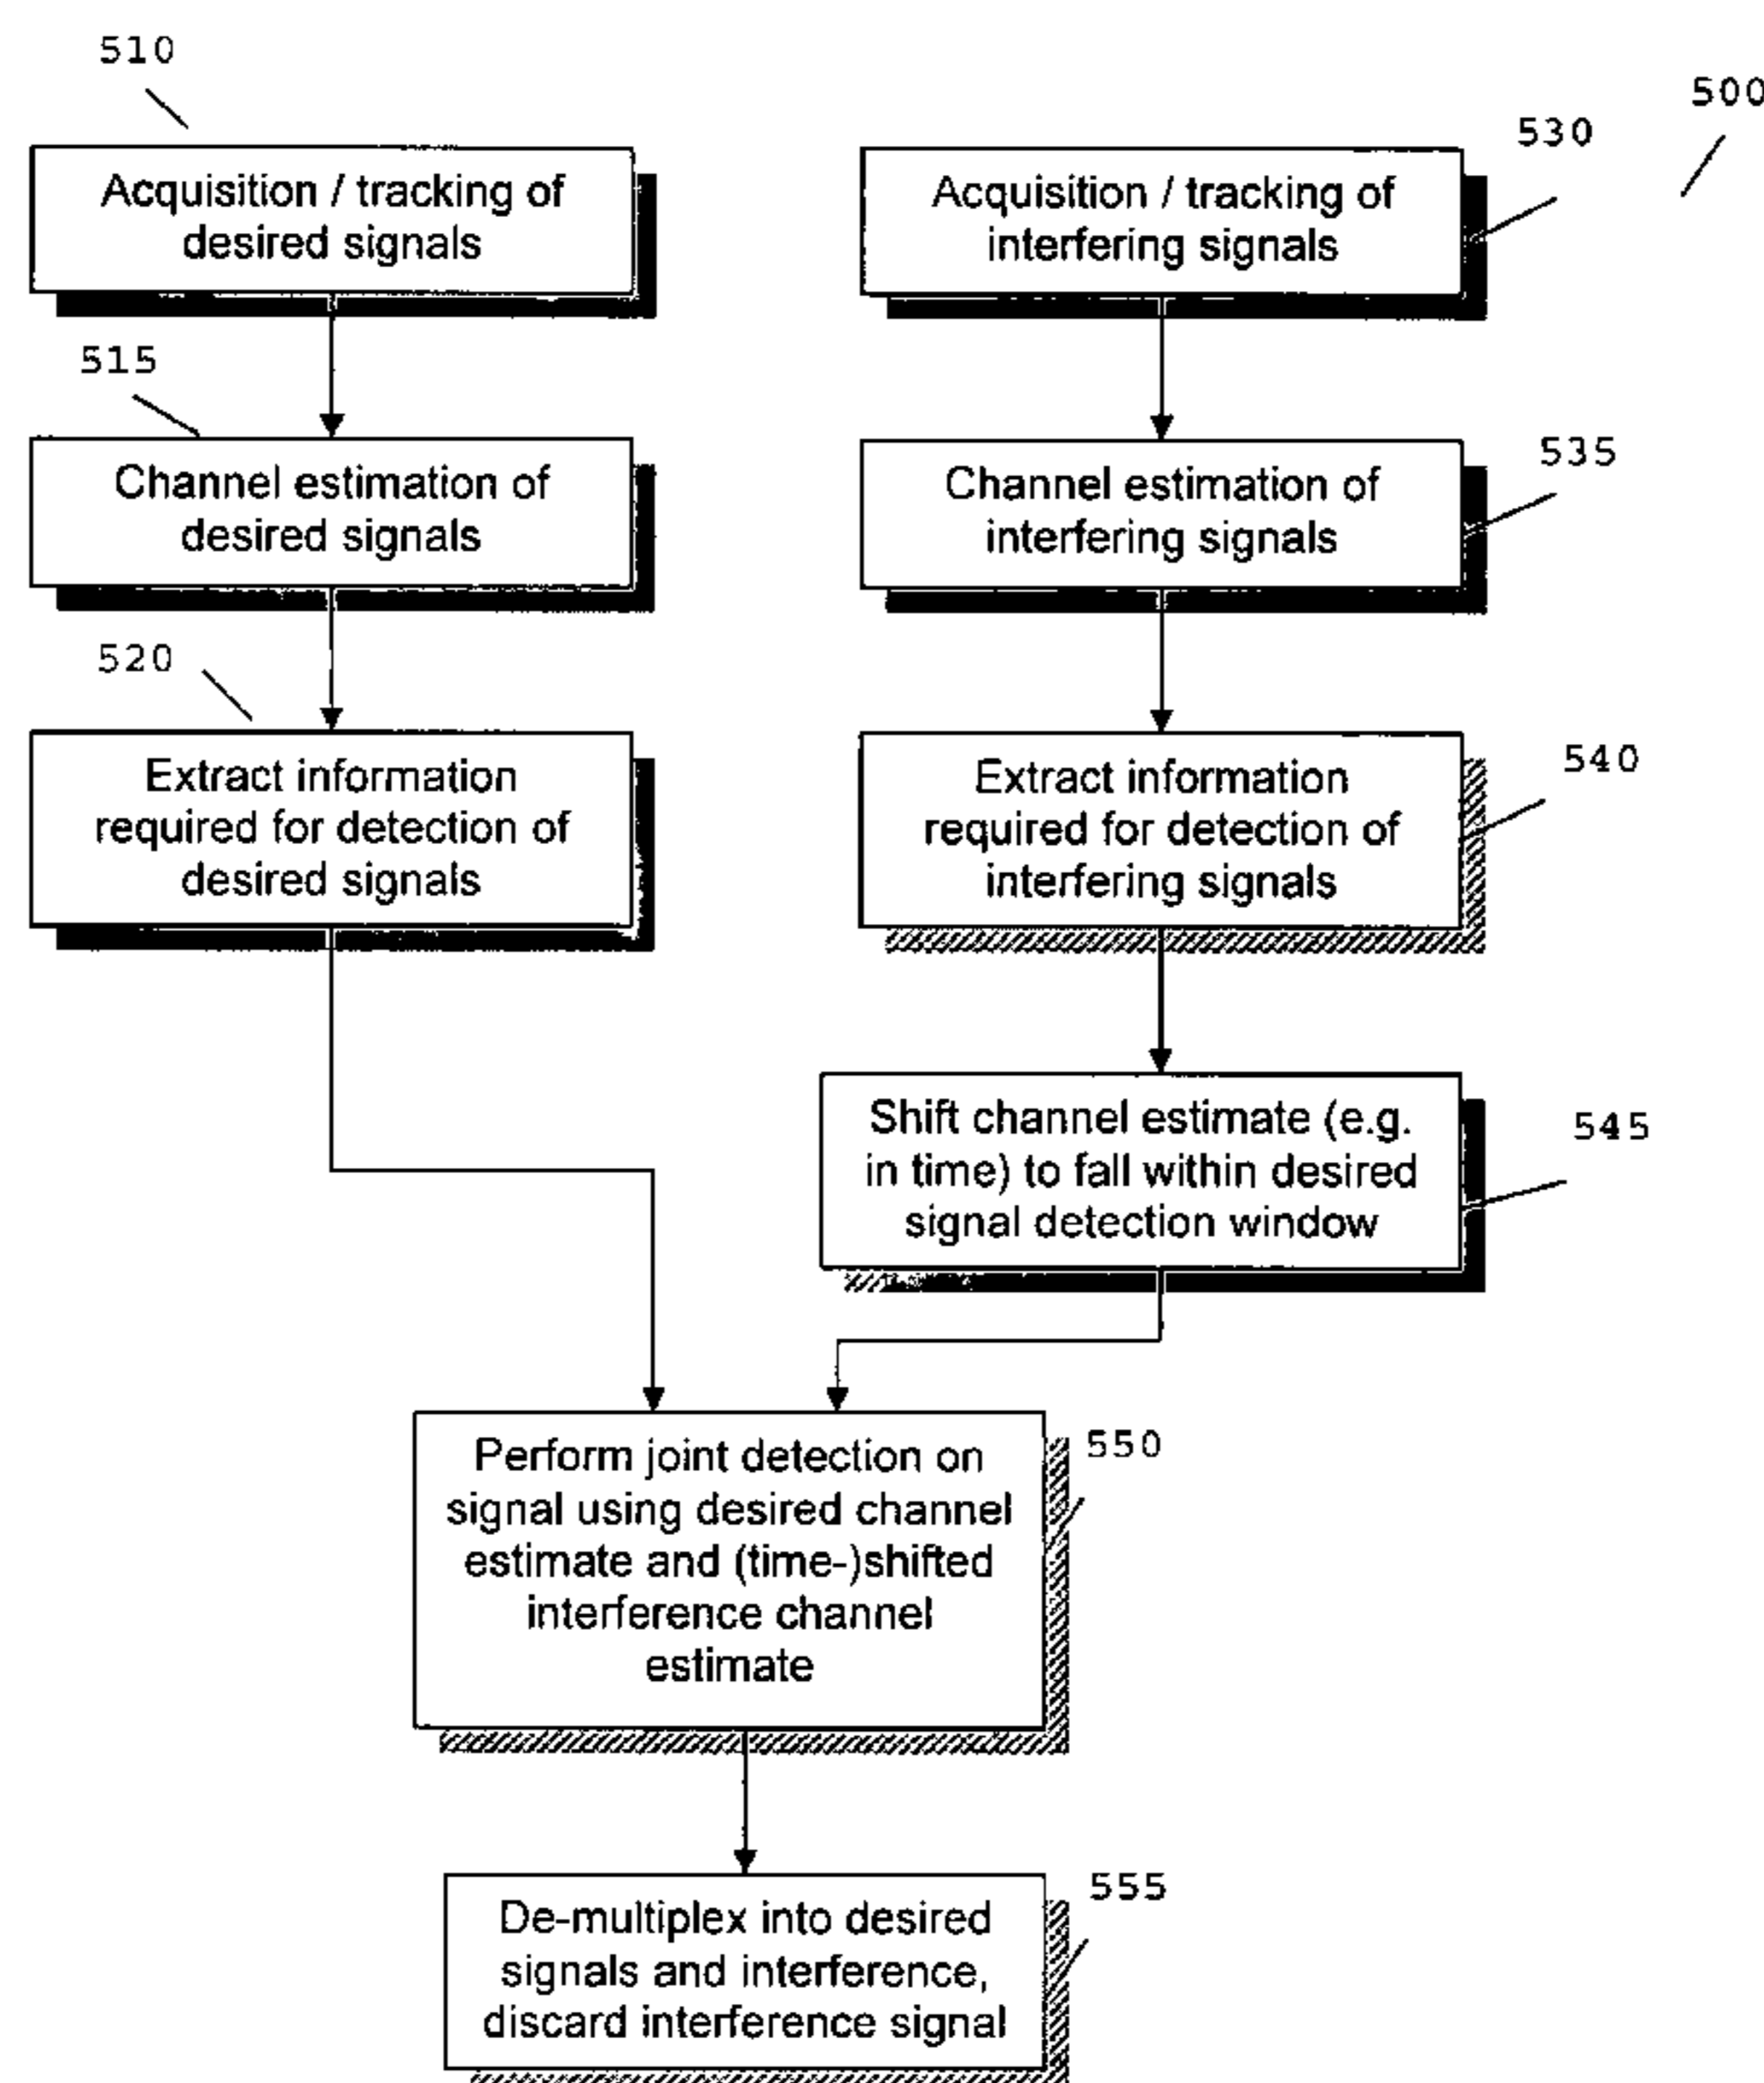 510
500
530
Acquisition / tracking of
desired signals
Acquisition / tracking of
interfering signals
515
535
Channel estimation of
desired signals
Channel estimation of
interfering signals
520
540
Extract information
required for detection of
desired signals
Extract information
required for detection of
interfering signals
545
Shift channel estimate (e.g.
in time) to fall within desired
signal detection window
550
Perform joint detection on
signal using desired channel
estimate and (time-)shifted
interference channel
estimate
555
De-multiplex into desired
signals and interference,
discard interference signal